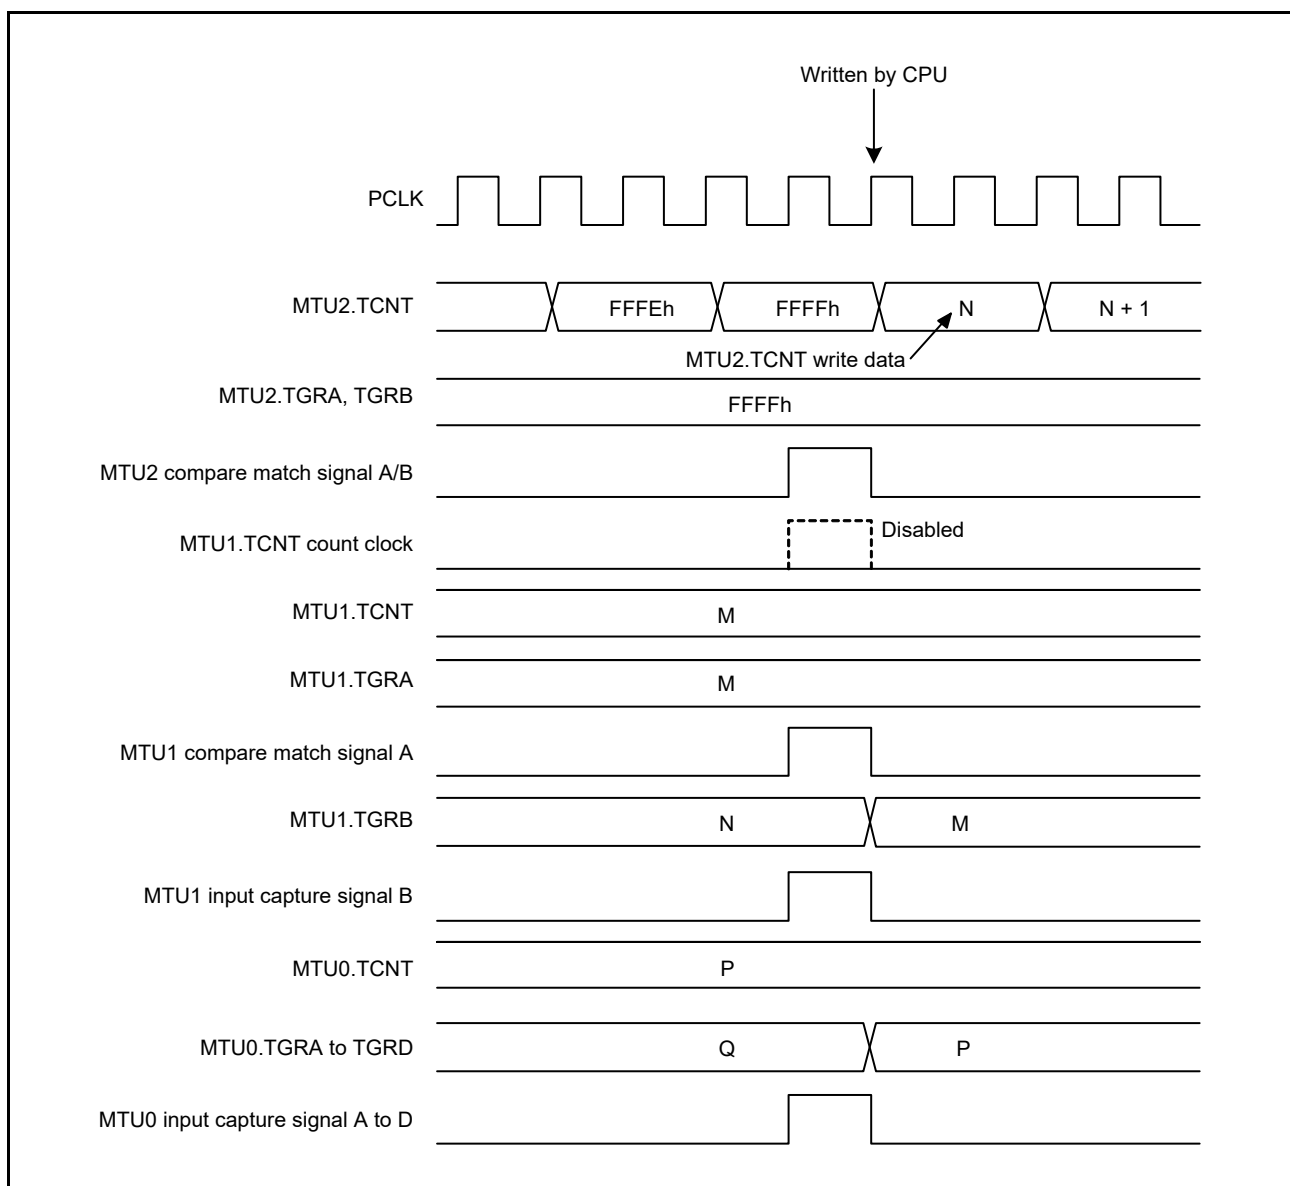 Written by CPU
PCLK
MTU2.TCNT FFFEh FFFFh N N + 1
MTU2.TCNT write data
MTU2.TGRA, TGRB FFFFh
MTU2 compare match signal A/B
MTU1.TCNT count clock Disabled
MTU1.TCNT M
MTU1.TGRA M
MTU1 compare match signal A
MTU1.TGRB N M
MTU1 input capture signal B
MTU0.TCNT P
MTU0.TGRA to TGRD Q P
MTU0 input capture signal A to D